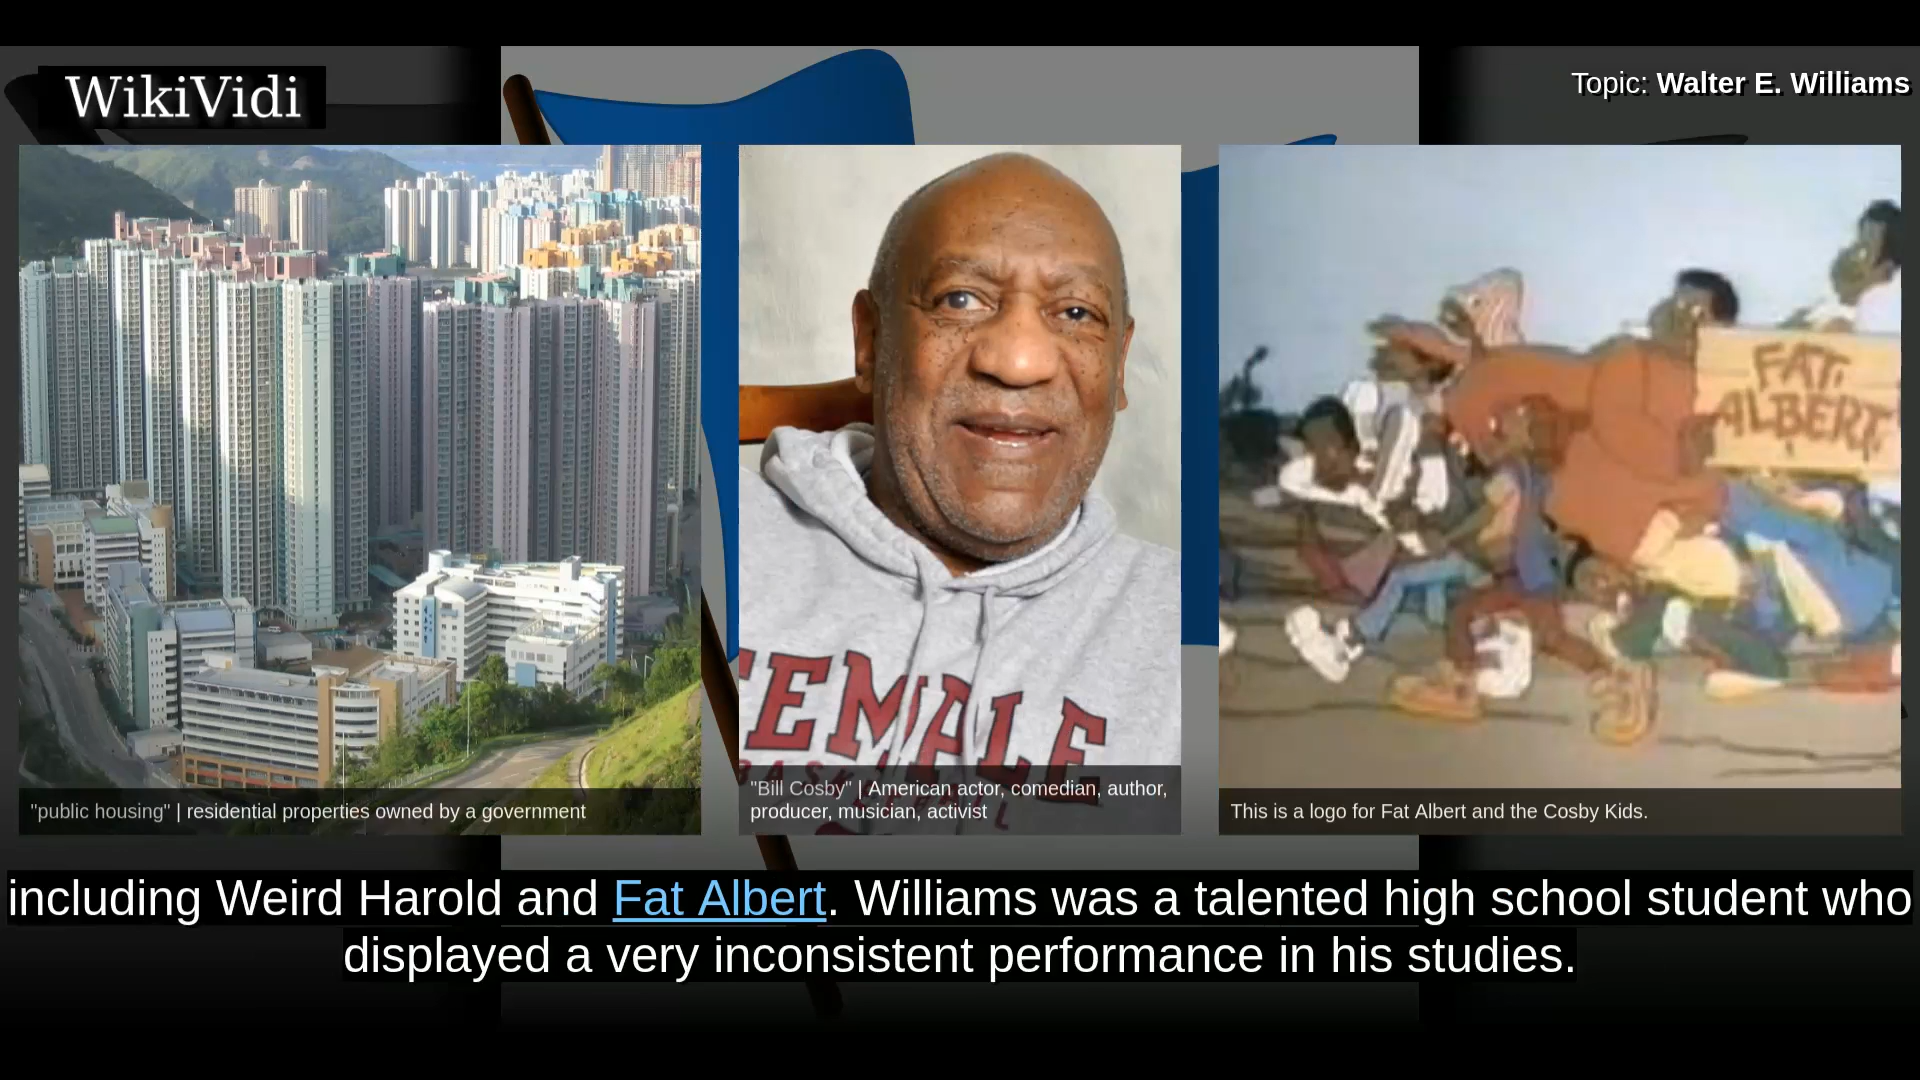 WikiVidi
Topic: Walter E. Williams
FAT
ALBERT
TEMPLE
BASKETBALL
"public housing" | residential properties owned by a government
"Bill Cosby" | American actor, comedian, author,
producer, musician, activist
This is a logo for Fat Albert and the Cosby Kids.
including Weird Harold and Fat Albert. Williams was a talented high school student who
displayed a very inconsistent performance in his studies.